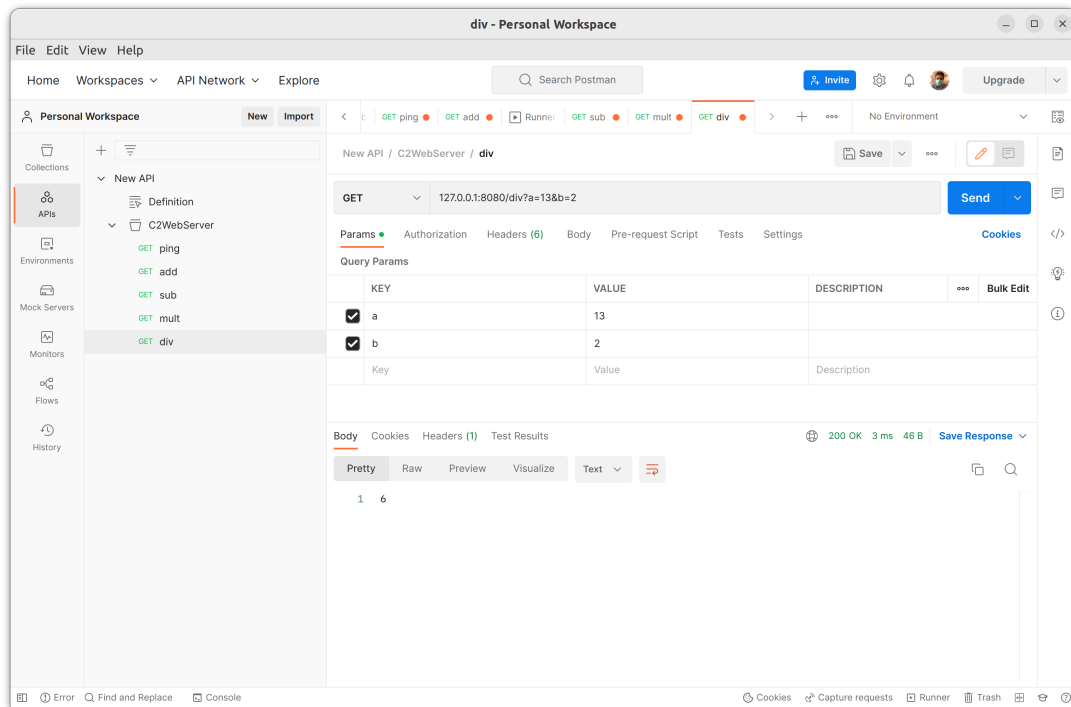 div - Personal Workspace
File Edit View Help
Home Workspaces API Network Explore
Search Postman
Invite
Upgrade
Personal Workspace
New Import
GET ping
GET add
Runner
GET sub
GET mult
GET div
No Environment
Collections
APIs
Environments
Mock Servers
Monitors
Flows
History
New API
Definition
C2WebServer
GET ping
GET add
GET sub
GET mult
GET div
New API / C2WebServer / div
Save
GET 127.0.0.1:8080/div?a=13&b=2
Send
Params Authorization Headers (6) Body Pre-request Script Tests Settings
Cookies
Query Params
KEY VALUE DESCRIPTION Bulk Edit
a 13
b 2
Key Value Description
Body Cookies Headers (1) Test Results
200 OK 3 ms 46 B Save Response
Pretty Raw Preview Visualize Text
1 6
Error Find and Replace Console
Cookies Capture requests Runner Trash